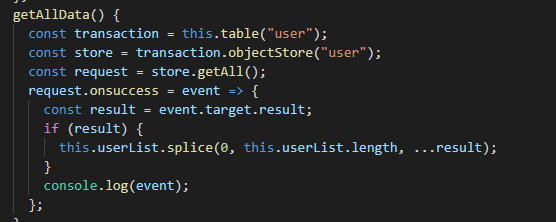 getAllData() {
const transaction = this.table("user");
const store = transaction.objectStore("user");
const request = store.getAll();
request.onsuccess = event => {
const result = event.target.result;
if (result) {
this.userList.splice(0, this.userList.length, ...result);
}
console.log(event);
};